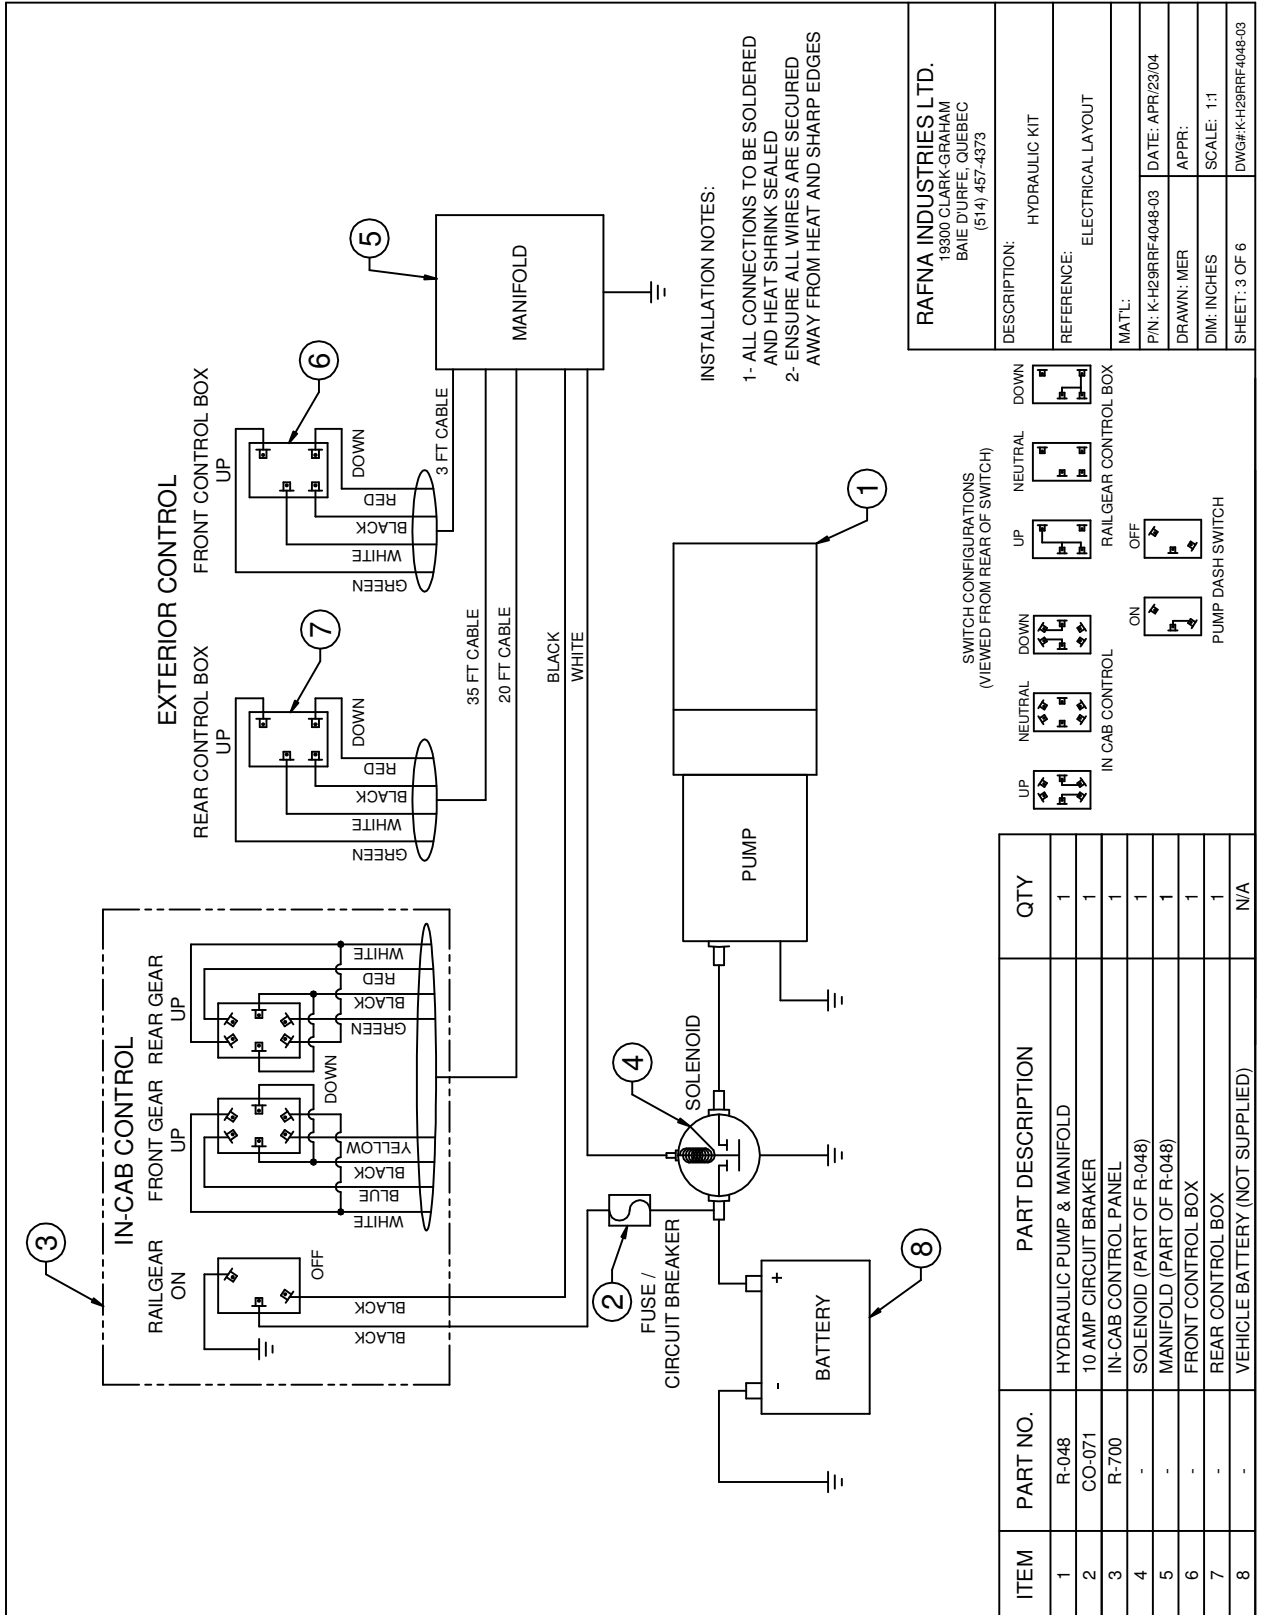 IN-CAB CONTROL
RAILGEAR
ON
OFF
FRONT GEAR
UP
REAR GEAR
UP
DOWN
BLACK
BLACK
WHITE
BLUE
BLACK
YELLOW
GREEN
BLACK
RED
WHITE
3
EXTERIOR CONTROL
REAR CONTROL BOX
UP
DOWN
GREEN
WHITE
BLACK
RED
7
FRONT CONTROL BOX
UP
DOWN
GREEN
WHITE
BLACK
RED
6
3 FT CABLE
35 FT CABLE
20 FT CABLE
BLACK
WHITE
5
MANIFOLD
2
FUSE /
CIRCUIT BREAKER
4
SOLENOID
PUMP
1
- +
BATTERY
8
INSTALLATION NOTES:
1- ALL CONNECTIONS TO BE SOLDERED
AND HEAT SHRINK SEALED
2- ENSURE ALL WIRES ARE SECURED
AWAY FROM HEAT AND SHARP EDGES
SWITCH CONFIGURATIONS
(VIEWED FROM REAR OF SWITCH)
UP NEUTRAL DOWN
IN CAB CONTROL
UP NEUTRAL DOWN
RAILGEAR CONTROL BOX
ON OFF
PUMP DASH SWITCH
ITEM PART NO. PART DESCRIPTION QTY
1 R-048 HYDRAULIC PUMP & MANIFOLD 1
2 CO-071 10 AMP CIRCUIT BRAKER 1
3 R-700 IN-CAB CONTROL PANEL 1
4 - SOLENOID (PART OF R-048) 1
5 - MANIFOLD (PART OF R-048) 1
6 - FRONT CONTROL BOX 1
7 - REAR CONTROL BOX 1
8 - VEHICLE BATTERY (NOT SUPPLIED) N/A
RAFNA INDUSTRIES LTD.
19300 CLARK-GRAHAM
BAIE D'URFE, QUEBEC
(514) 457-4373
DESCRIPTION:
HYDRAULIC KIT
REFERENCE:
ELECTRICAL LAYOUT
MAT'L:
P/N: K-H29RRF4048-03 DATE: APR/23/04
DRAWN: MER APPR:
DIM: INCHES SCALE: 1:1
SHEET: 3 OF 6 DWG#:K-H29RRF4048-03